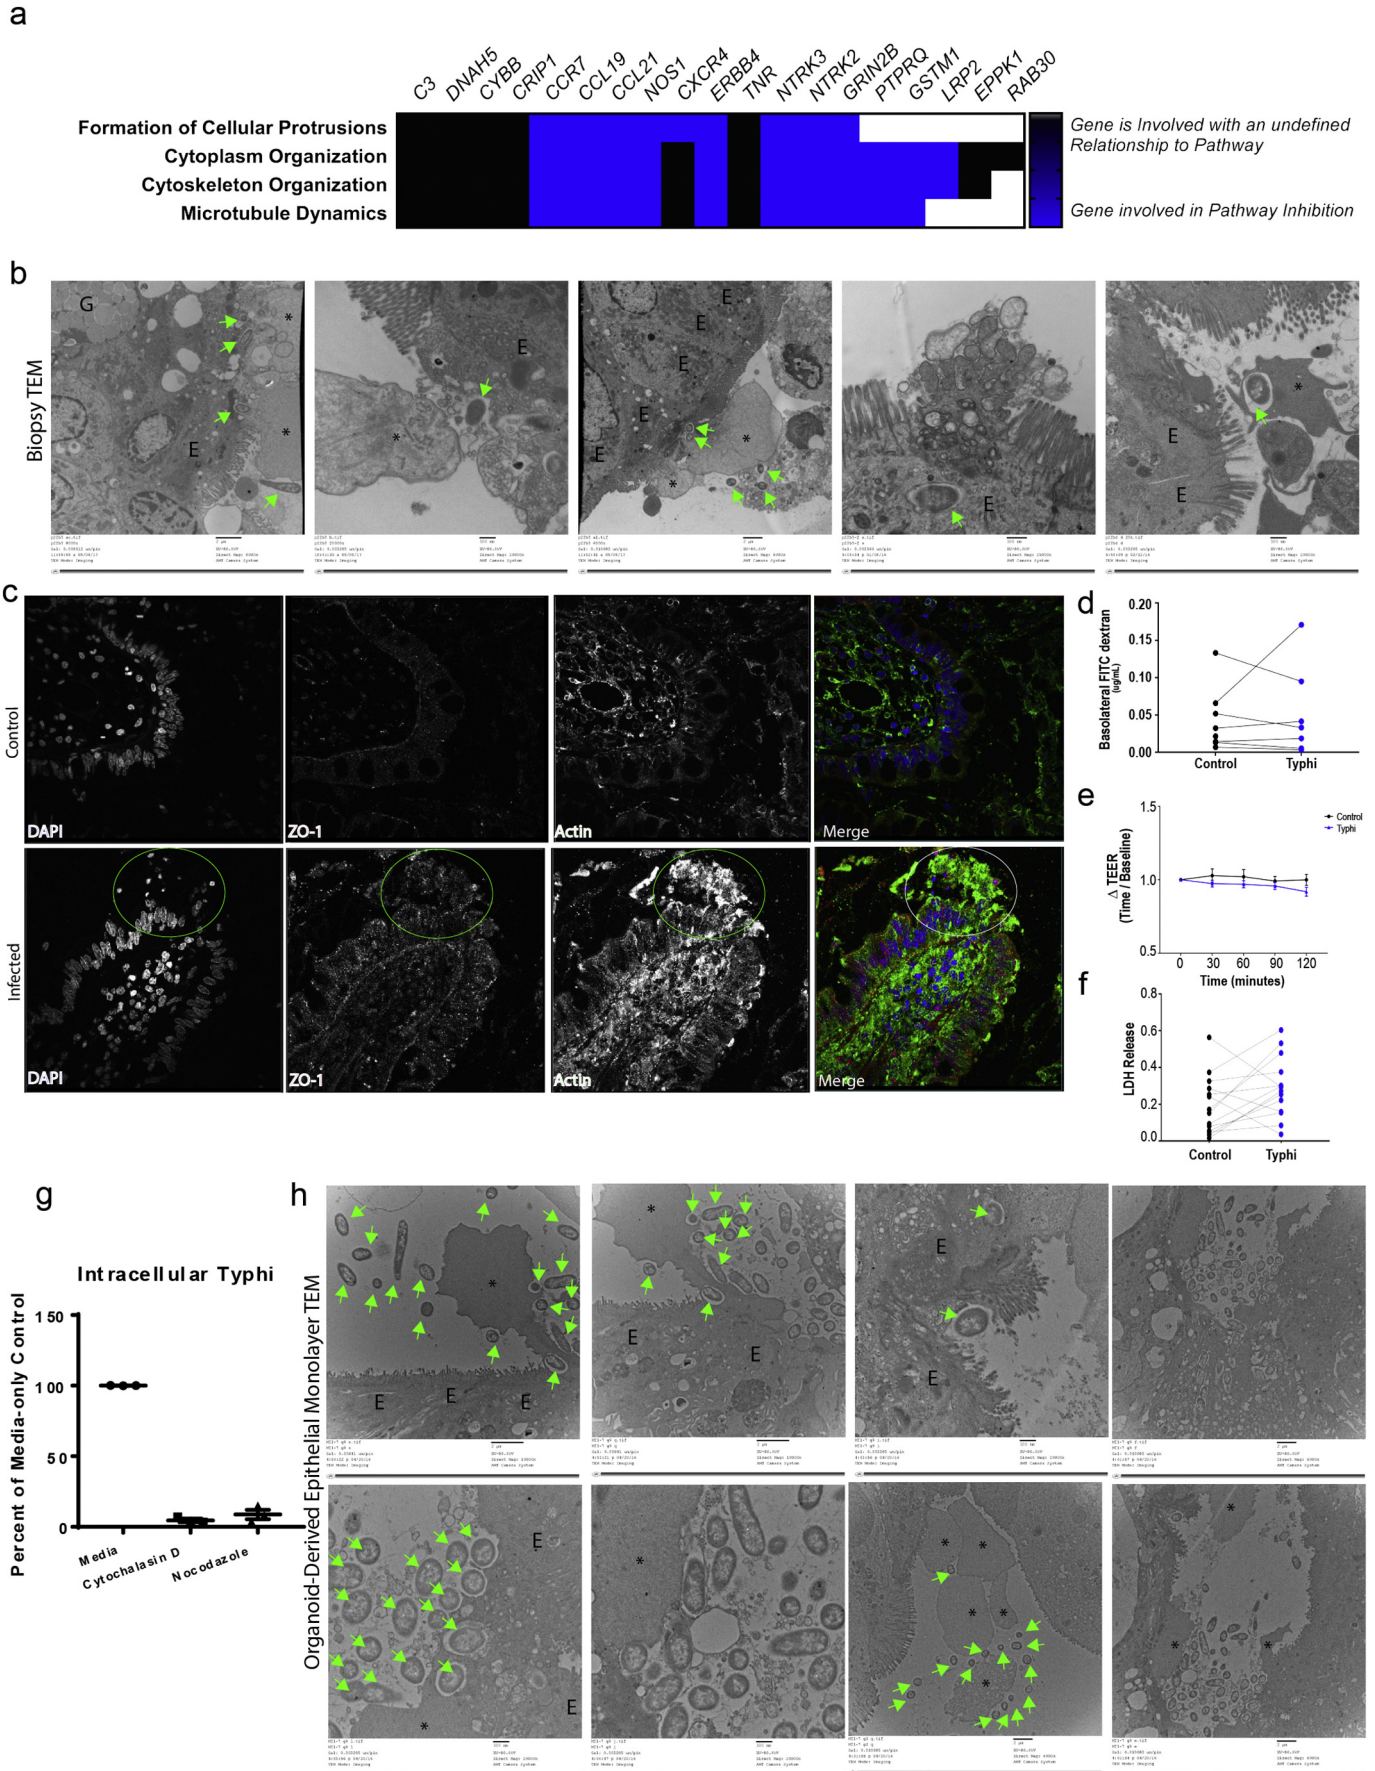 a
C3 DNAH5 CYBB CRIP1 CCR7 CCL19 CCL21 NOS1 CXCR4 ERBB4 TNR NTRK3 NTRK2 GRIN2B PTPRQ GSTM1 LRP2 EPPK1 RAB30
Formation of Cellular Protrusions
Cytoplasm Organization
Cytoskeleton Organization
Microtubule Dynamics
Gene is Involved with an undefined
Relationship to Pathway
Gene involved in Pathway Inhibition
b
Biopsy TEM
G * * E
E *
E E E E E * *
E
* E E
c
Control
DAPI ZO-1 Actin Merge
Infected
DAPI ZO-1 Actin Merge
d
Basolateral FITC dextran
(ug/mL)
0.20
0.15
0.10
0.05
0.00
Control Typhi
e
Δ TEER
(Time / Baseline)
1.5
1.0
0.5
0 30 60 90 120
Time (minutes)
Control
Typhi
f
LDH Release
0.8
0.6
0.4
0.2
0.0
Control Typhi
g
Intracellular Typhi
Percent of Media-only Control
150
100
50
0
Media
Cytochalasin D
Nocodazole
h
Organoid-Derived Epithelial Monolayer TEM
* E E E
* E E
E E
E E *
*
* * * * *
* * *